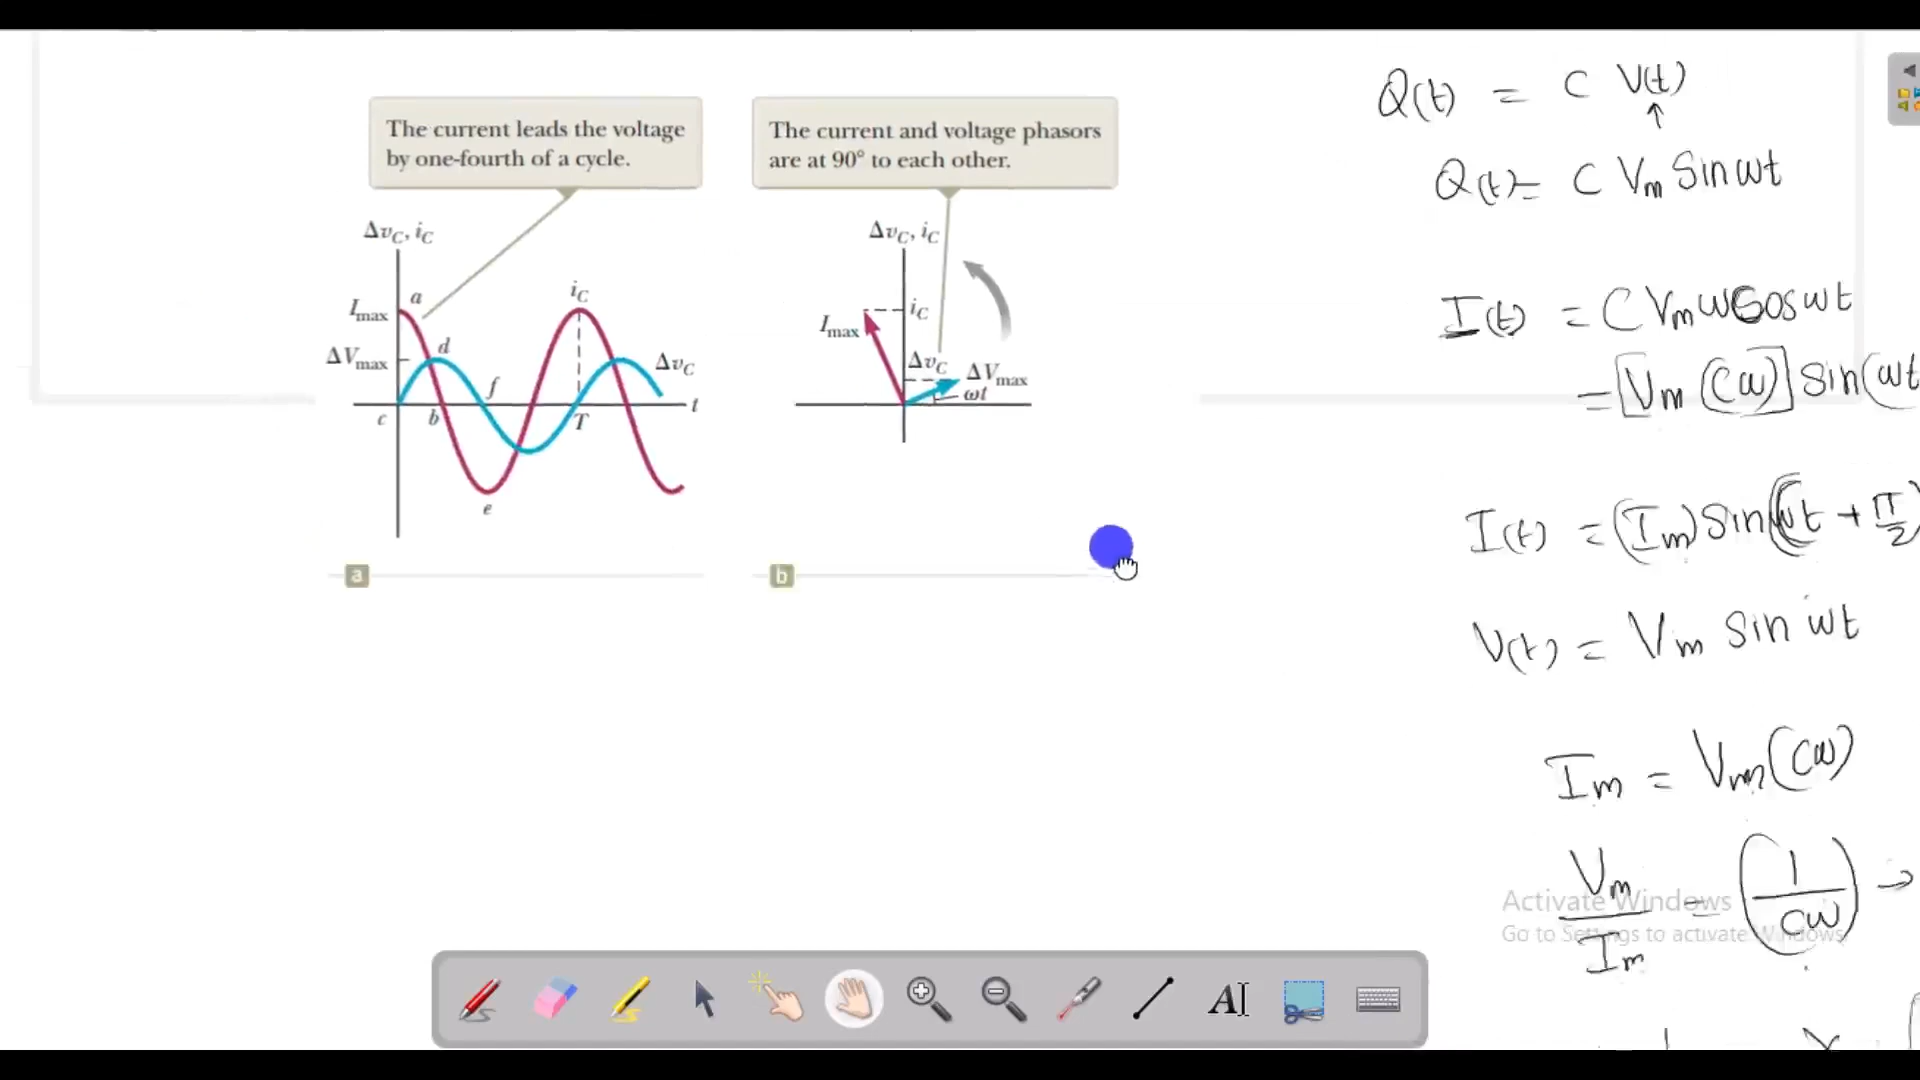 The current leads the voltage
by one-fourth of a cycle.
The current and voltage phasors
are at 90° to each other.
Δv_C, i_C
I_max
a
ΔV_max
d
i_C
f
Δv_C
c
b
T
t
e
a
Δv_C, i_C
i_C
I_max
Δv_C
ΔV_max
ωt
b
Q(t) = C V(t)
↑
Q(t) = C V_m Sin ωt
I(t) = C V_m ω Cos ωt
= [V_m (Cω)] sin(ωt
I(t) = (I_m) Sin(ωt + π/2)
V(t) = V_m Sin ωt
I_m = V_m (Cω)
V_m / I_m = (1 / Cω) →
Activate Windows
Go to Settings to activate Windows.
AI